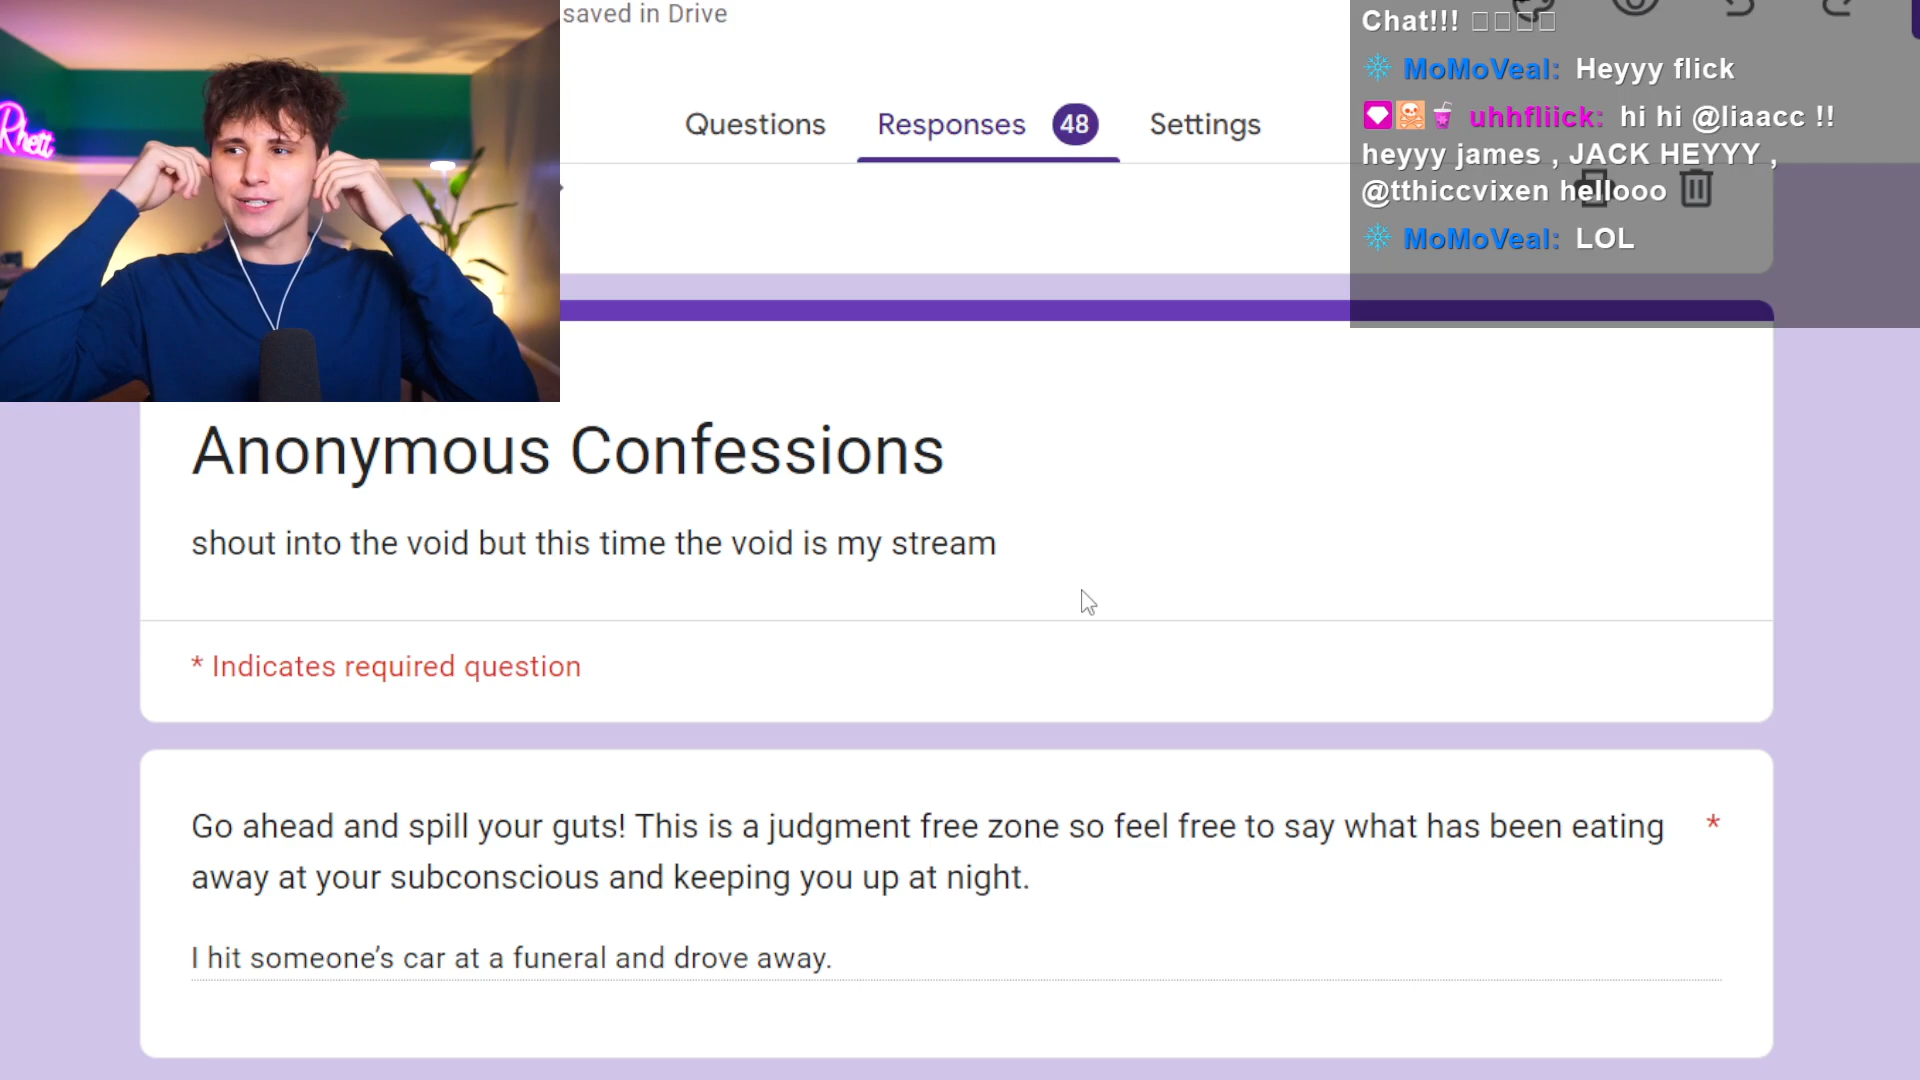 saved in Drive
Rhett
Questions
Responses 48
Settings
Chat!!!
MoMoVeal: Heyyy flick
uhhfliick: hi hi @liaacc !!
heyyy james , JACK HEYYY ,
@tthiccvixen hellooo
MoMoVeal: LOL
Anonymous Confessions
shout into the void but this time the void is my stream
* Indicates required question
Go ahead and spill your guts! This is a judgment free zone so feel free to say what has been eating *
away at your subconscious and keeping you up at night.
I hit someone's car at a funeral and drove away.